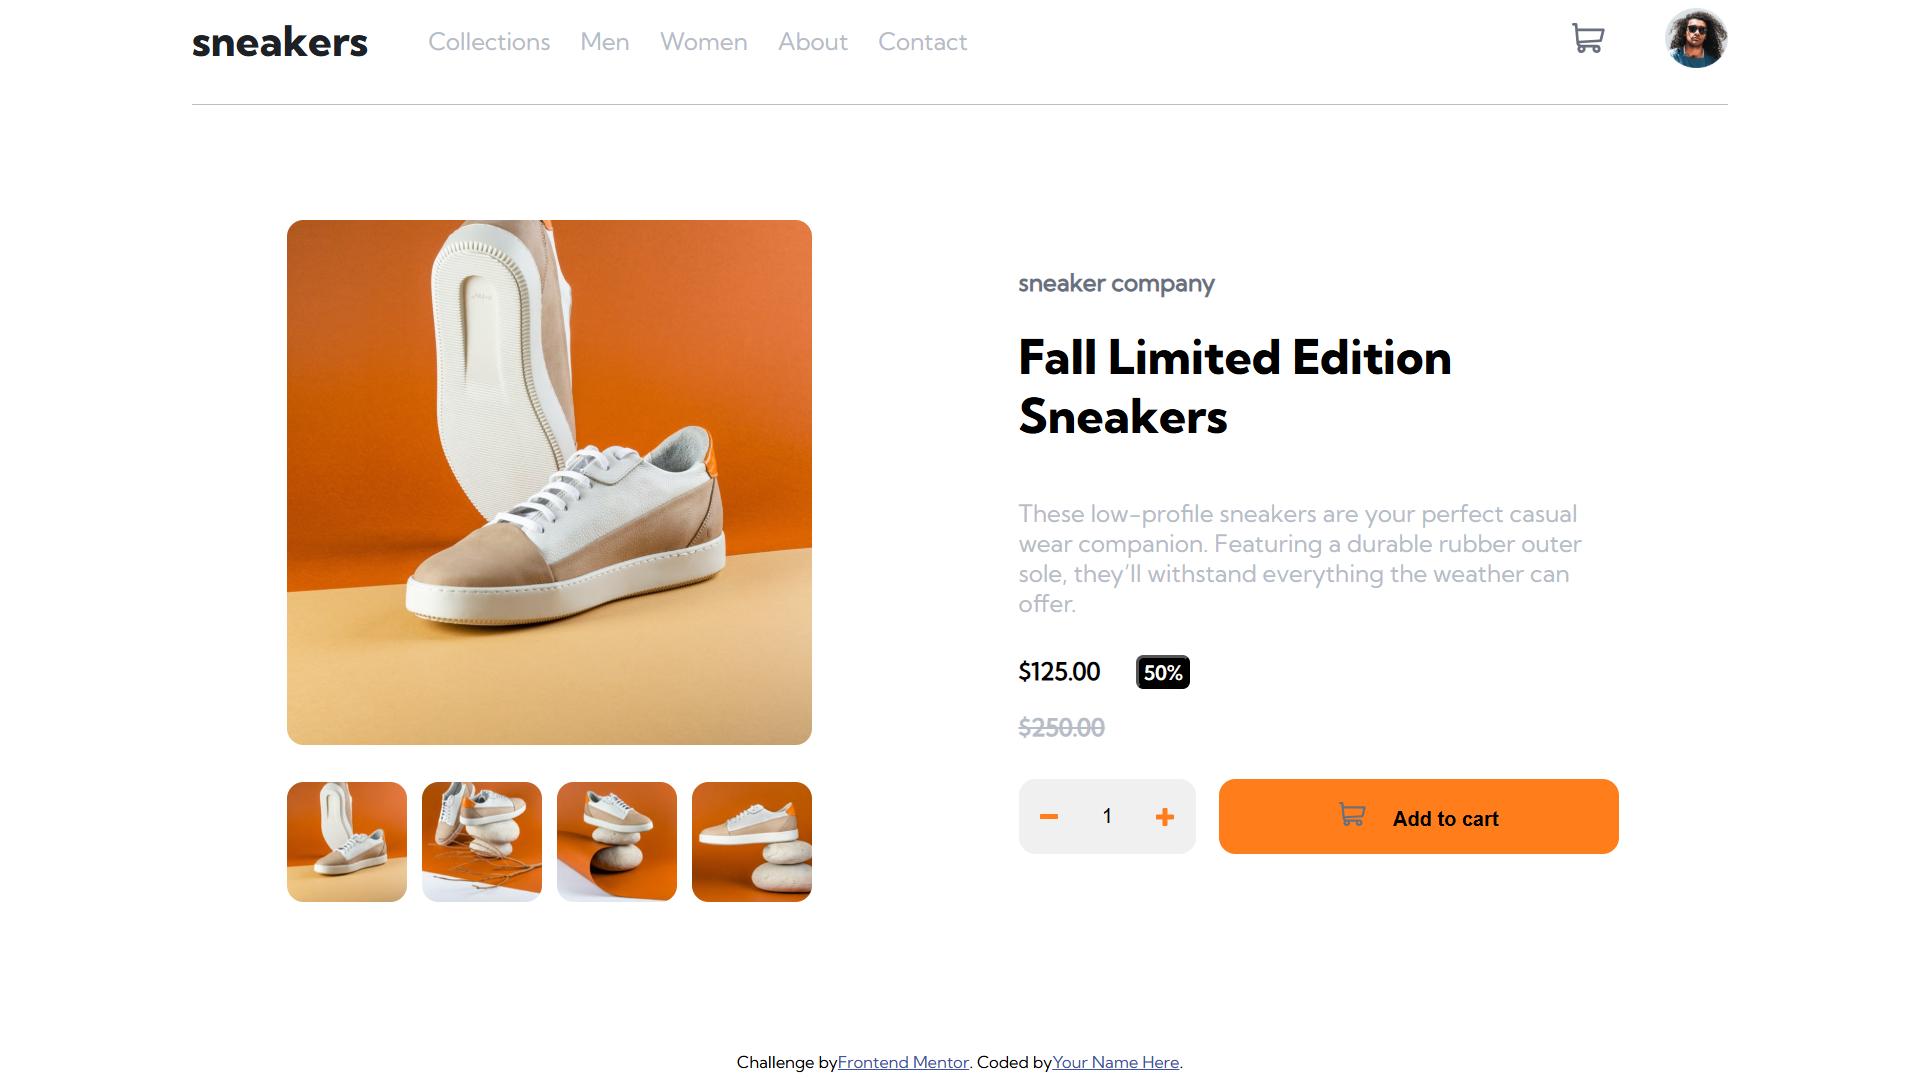 sneakers
Collections Men Women About Contact
sneaker company
Fall Limited Edition
Sneakers
These low-profile sneakers are your perfect casual
wear companion. Featuring a durable rubber outer
sole, they’ll withstand everything the weather can
offer.
$125.00 50%
$250.00
1
Add to cart
Challenge byFrontend Mentor. Coded byYour Name Here.